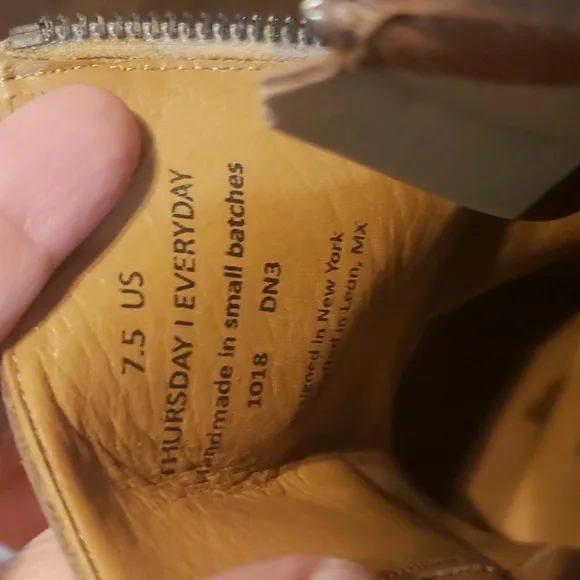 7.5 US
THURSDAY I EVERYDAY
Handmade in small batches
1018 DN3
in New York
in Leon, MX